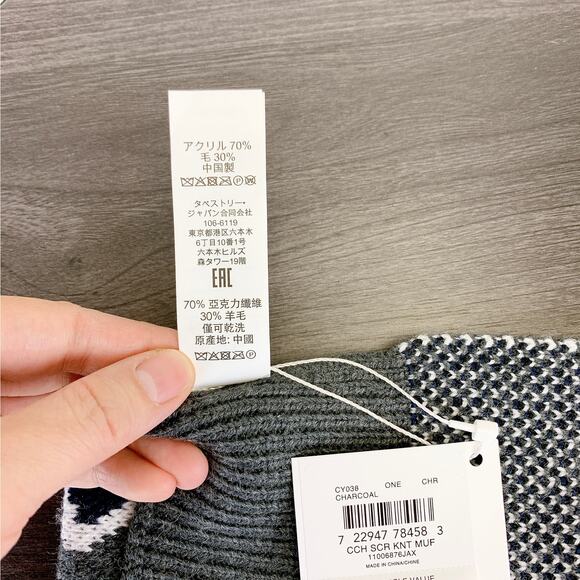 アクリル 70%
毛 30%
中国製
タペストリー・
ジャパン合同会社
106-6119
東京都港区六本木
6丁目10番1号
六本木ヒルズ
森タワー19階
EAC
70% 亞克力纖維
30% 羊毛
僅可乾洗
原產地: 中國
CY038 ONE CHR
CHARCOAL
7 22947 78458 3
CCH SCR KNT MUF
11006876JAX
MADE IN CHINA/CHINE
VALUE